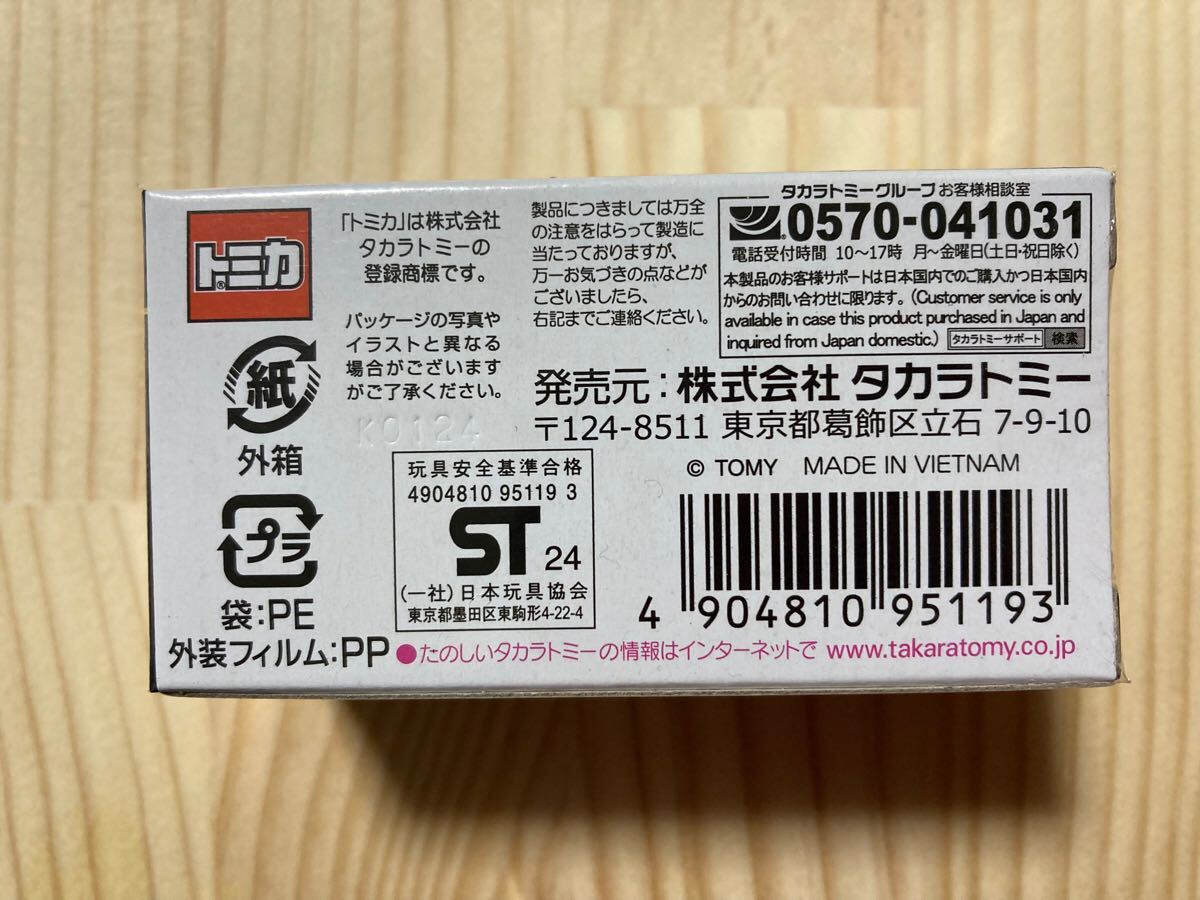 トミカ
®
「トミカ」は株式会社
タカラトミーの
登録商標です。
パッケージの写真や
イラストと異なる
場合がございます
がご了承ください。
K0124
紙
外箱
プラ
袋:PE
外装フィルム:PP
製品につきましては万全
の注意をはらって製造に
当たっておりますが、
万一お気づきの点などが
ございましたら、
右記までご連絡ください。
タカラトミーグループ お客様相談室
0570-041031
電話受付時間 10～17時 月～金曜日(土日・祝日除く)
本製品のお客様サポートは日本国内でのご購入かつ日本国内
からのお問い合わせに限ります。(Customer service is only
available in case this product purchased in Japan and
inquired from Japan domestic.) タカラトミーサポート 検索
発売元:株式会社 タカラトミー
〒124-8511 東京都葛飾区立石 7-9-10
© TOMY MADE IN VIETNAM
玩具安全基準合格
4904810 95119 3
ST 24
(一社)日本玩具協会
東京都墨田区東駒形4-22-4
4 904810 951193
●たのしいタカラトミーの情報はインターネットで www.takaratomy.co.jp